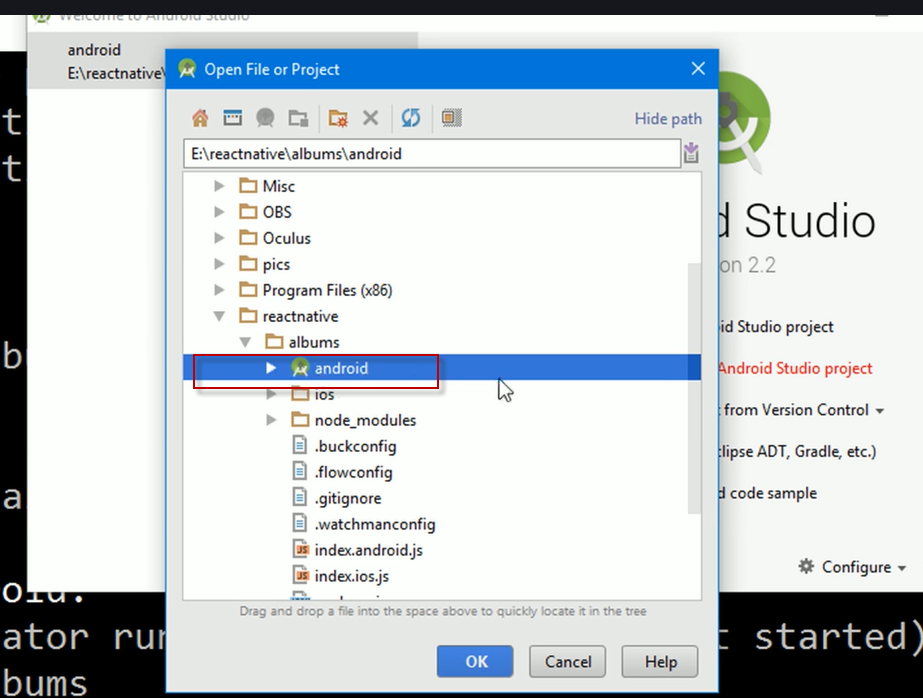 Welcome to Android Studio
android
E:\reactnative\
Open File or Project
Hide path
E:\reactnative\albums\android
Misc
OBS
Oculus
pics
Program Files (x86)
reactnative
albums
android
ios
node_modules
.buckconfig
.flowconfig
.gitignore
.watchmanconfig
index.android.js
index.ios.js
Drag and drop a file into the space above to quickly locate it in the tree
OK
Cancel
Help
d Studio
on 2.2
id Studio project
Android Studio project
t from Version Control
clipse ADT, Gradle, etc.)
d code sample
Configure
t
t
b
a
old.
ator run
t started)
bums